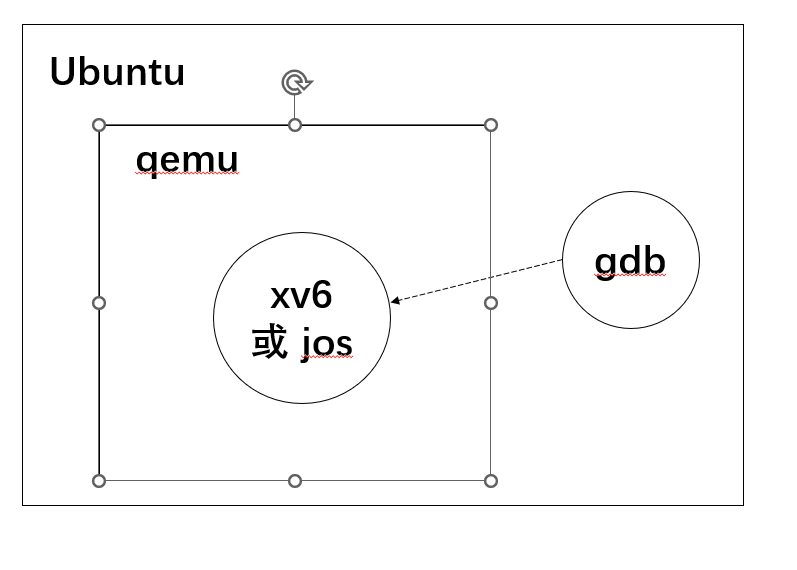 Ubuntu
qemu
xv6
或 jos
gdb